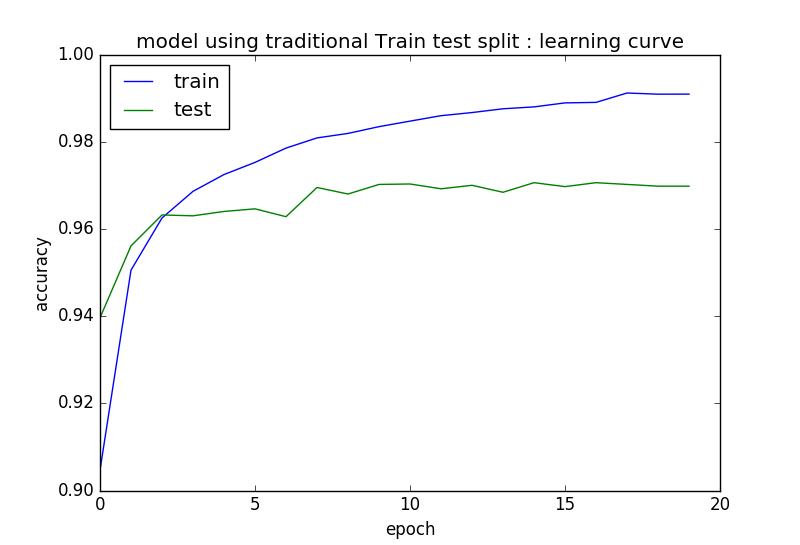 model using traditional Train test split : learning curve
1.00
0.98
0.96
0.94
0.92
0.90
accuracy
train
test
0
5
10
15
20
epoch